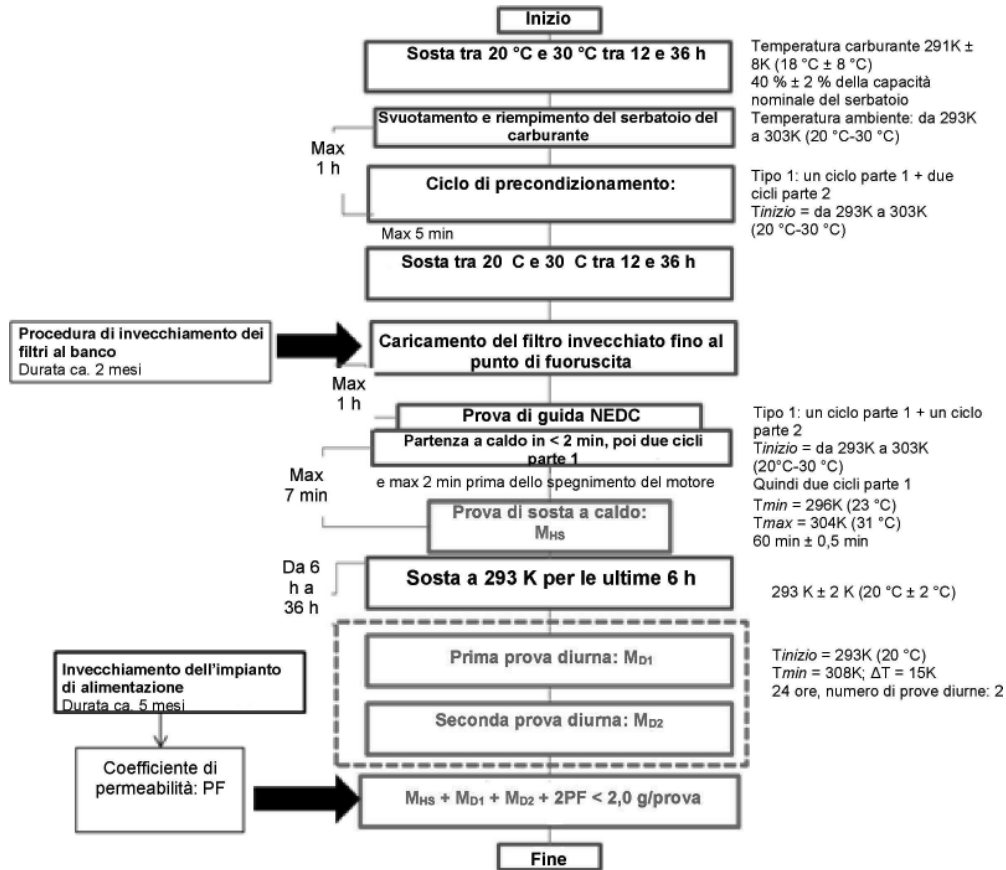 Inizio
Sosta tra 20 °C e 30 °C tra 12 e 36 h
Temperatura carburante 291K ±
8K (18 °C ± 8 °C)
40 % ± 2 % della capacità
nominale del serbatoio
Temperatura ambiente: da 293K
a 303K (20 °C-30 °C)
Svuotamento e riempimento del serbatoio del
carburante
Max
1 h
Ciclo di precondizionamento:
Tipo 1: un ciclo parte 1 + due
cicli parte 2
Tinizio = da 293K a 303K
(20 °C-30 °C)
Max 5 min
Sosta tra 20 C e 30 C tra 12 e 36 h
Procedura di invecchiamento dei
filtri al banco
Durata ca. 2 mesi
Caricamento del filtro invecchiato fino al
punto di fuoruscita
Max
1 h
Prova di guida NEDC
Partenza a caldo in < 2 min, poi due cicli
parte 1
Tipo 1: un ciclo parte 1 + un ciclo
parte 2
Tinizio = da 293K a 303K
(20°C-30 °C)
Quindi due cicli parte 1
Tmin = 296K (23 °C)
Tmax = 304K (31 °C)
60 min ± 0,5 min
Max
7 min
e max 2 min prima dello spegnimento del motore
Prova di sosta a caldo:
MHS
Da 6
h a
36 h
Sosta a 293 K per le ultime 6 h
293 K ± 2 K (20 °C ± 2 °C)
Prima prova diurna: MD1
Tinizio = 293K (20 °C)
Tmin = 308K; ΔT = 15K
24 ore, numero di prove diurne: 2
Invecchiamento dell'impianto
di alimentazione
Durata ca. 5 mesi
Seconda prova diurna: MD2
Coefficiente di
permeabilità: PF
MHS + MD1 + MD2 + 2PF < 2,0 g/prova
Fine